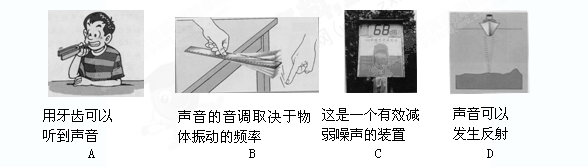 68
用牙齿可以
听到声音
A
声音的音调取决于物
体振动的频率
B
这是一个有效减
弱噪声的装置
C
声音可以
发生反射
D